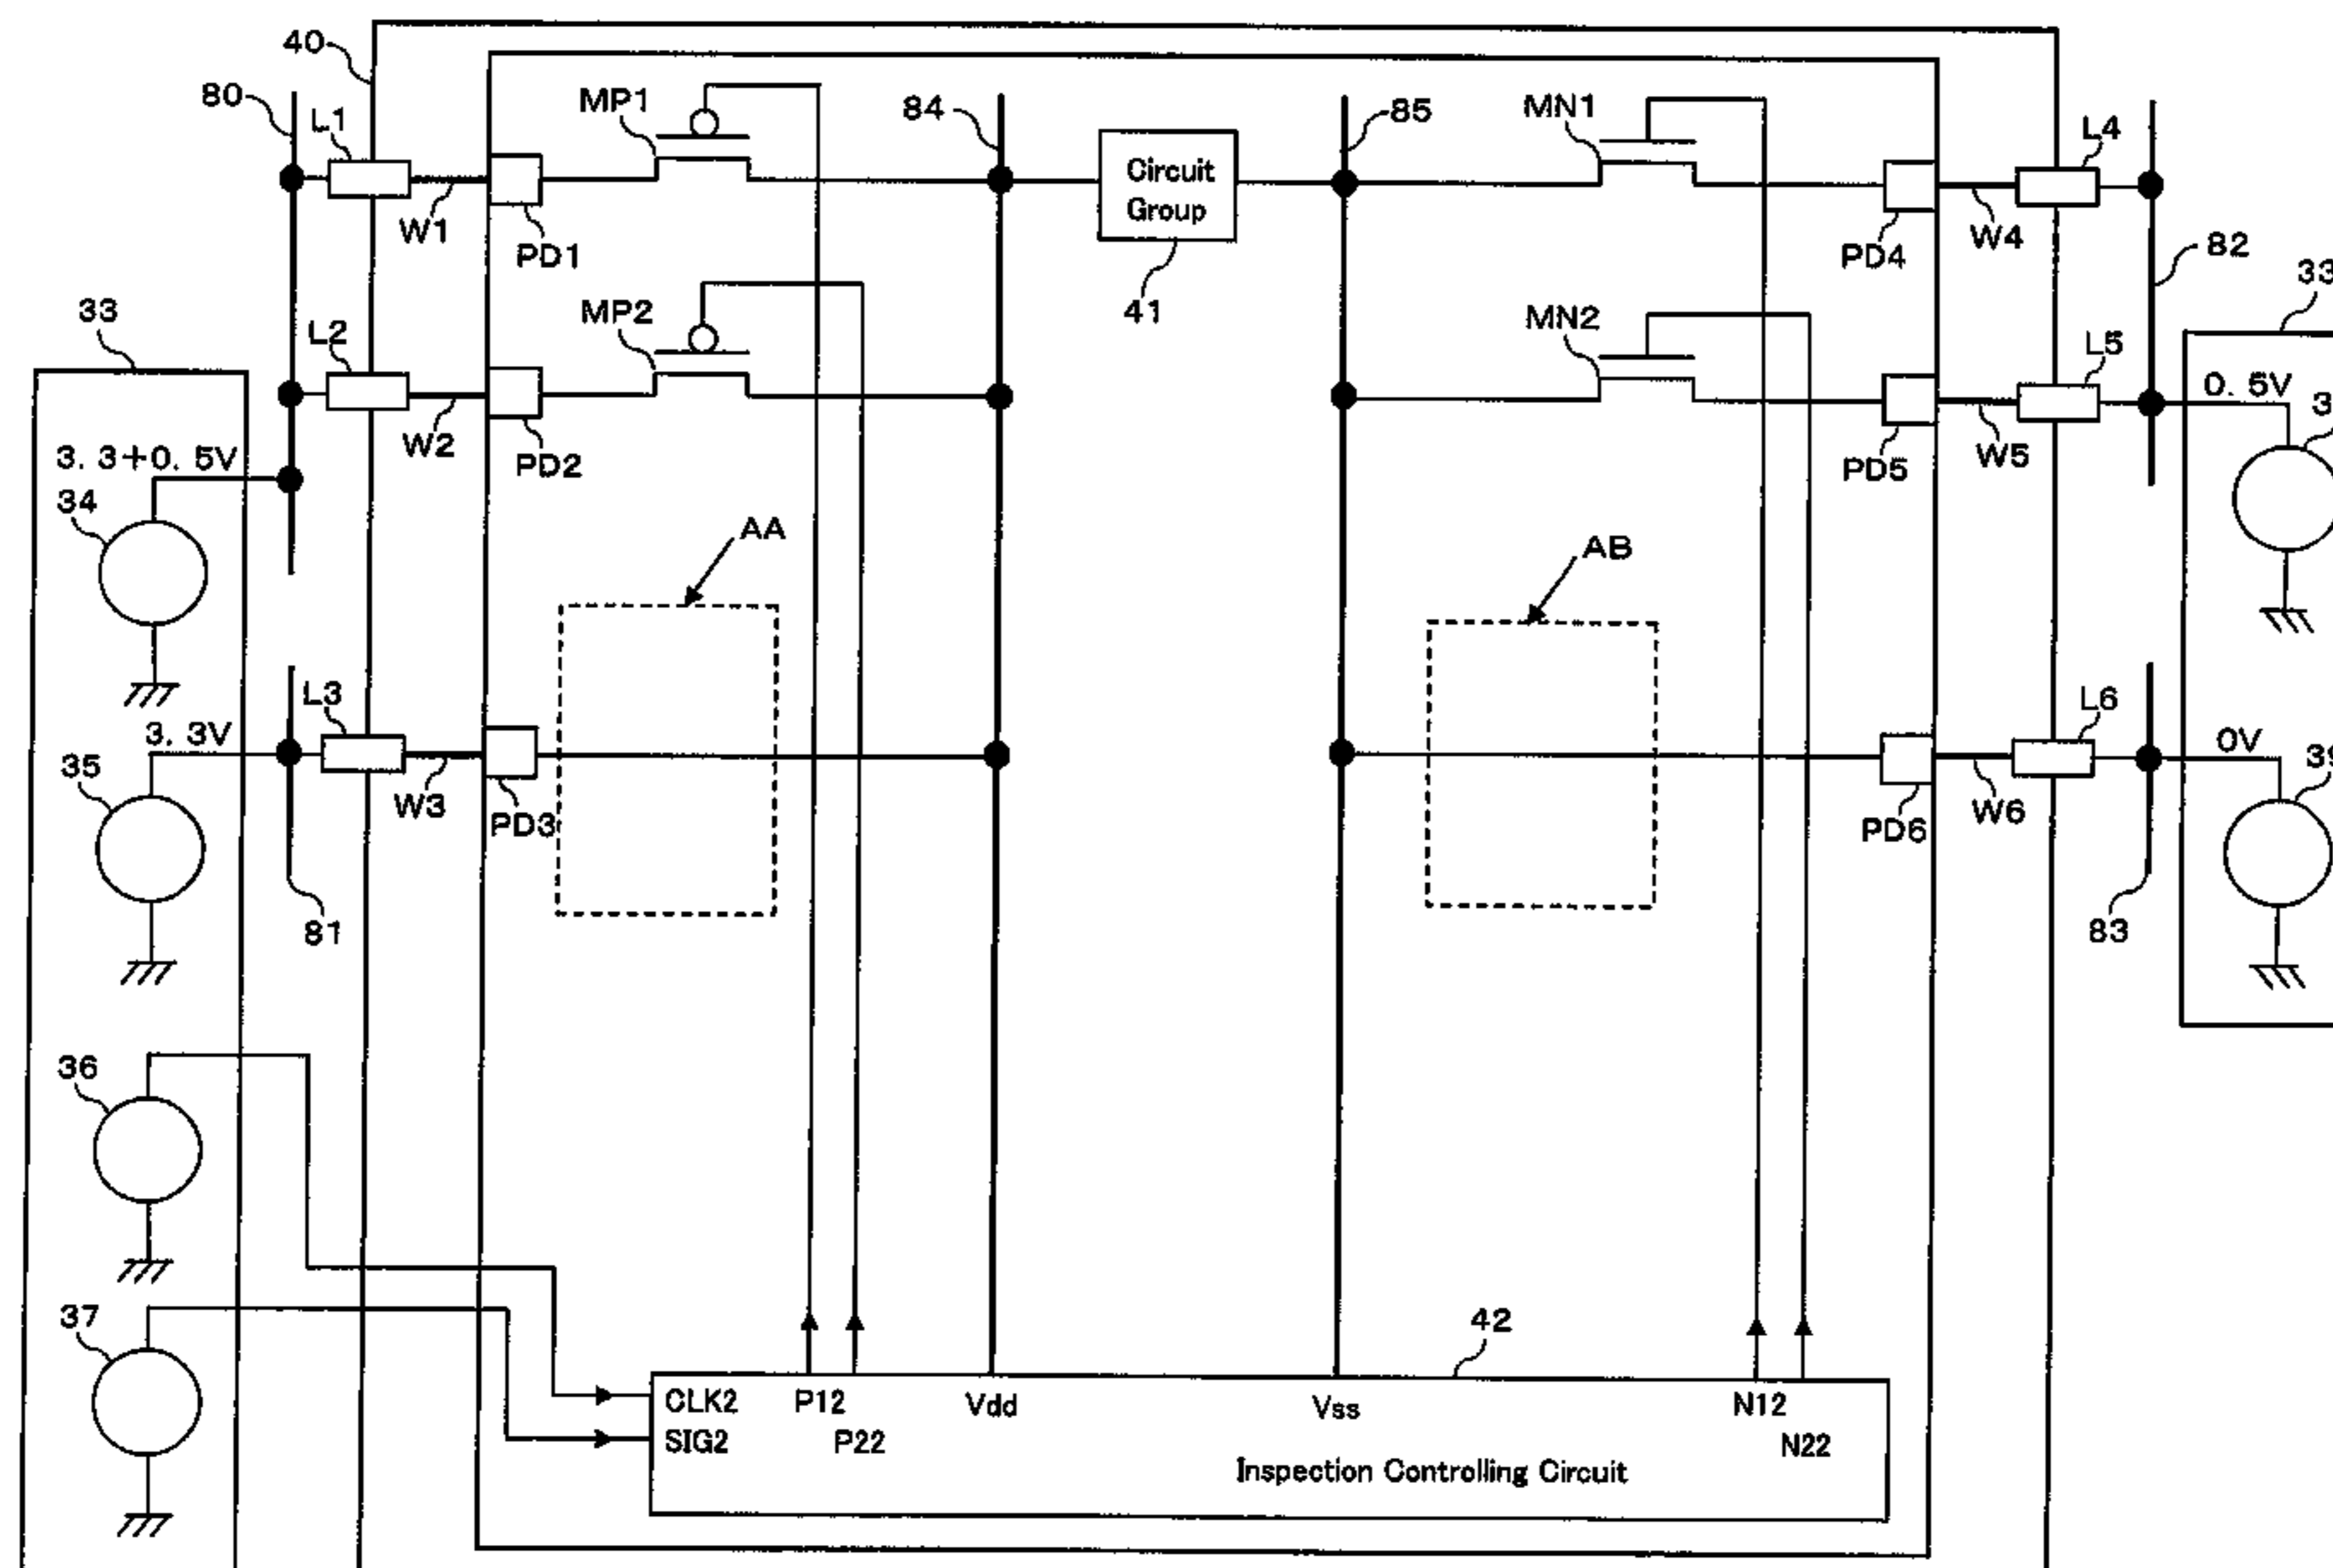 40
80
L1
MP1
84
85
MN1
L4
Circuit
Group
W1
PD1
41
PD4
W4
82
33
33
L2
MP2
MN2
L5
0. 5V
W2
PD2
PD5
W5
3. 3+0. 5V
34
AA
AB
L3
L6
3. 3V
0V
35
39
W3
PD3
PD6
W6
81
83
36
37
42
CLK2
P12
Vdd
Vss
N12
SIG2
P22
N22
Inspection Controlling Circuit